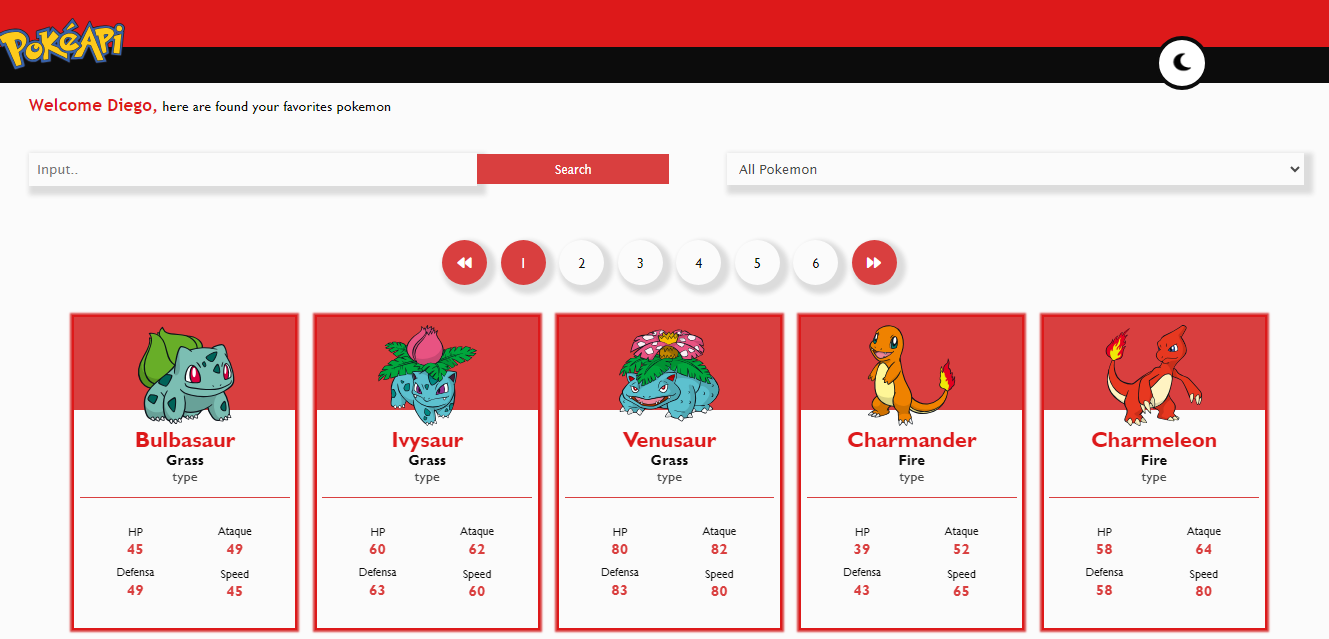 PokéApi
Welcome Diego, here are found your favorites pokemon
Input.. Search All Pokemon
1 2 3 4 5 6
Bulbasaur Ivysaur Venusaur Charmander Charmeleon
Grass Grass Grass Fire Fire
type type type type type
HP Ataque HP Ataque HP Ataque HP Ataque HP Ataque
45 49 60 62 80 82 39 52 58 64
Defensa Speed Defensa Speed Defensa Speed Defensa Speed Defensa Speed
49 45 63 60 83 80 43 65 58 80